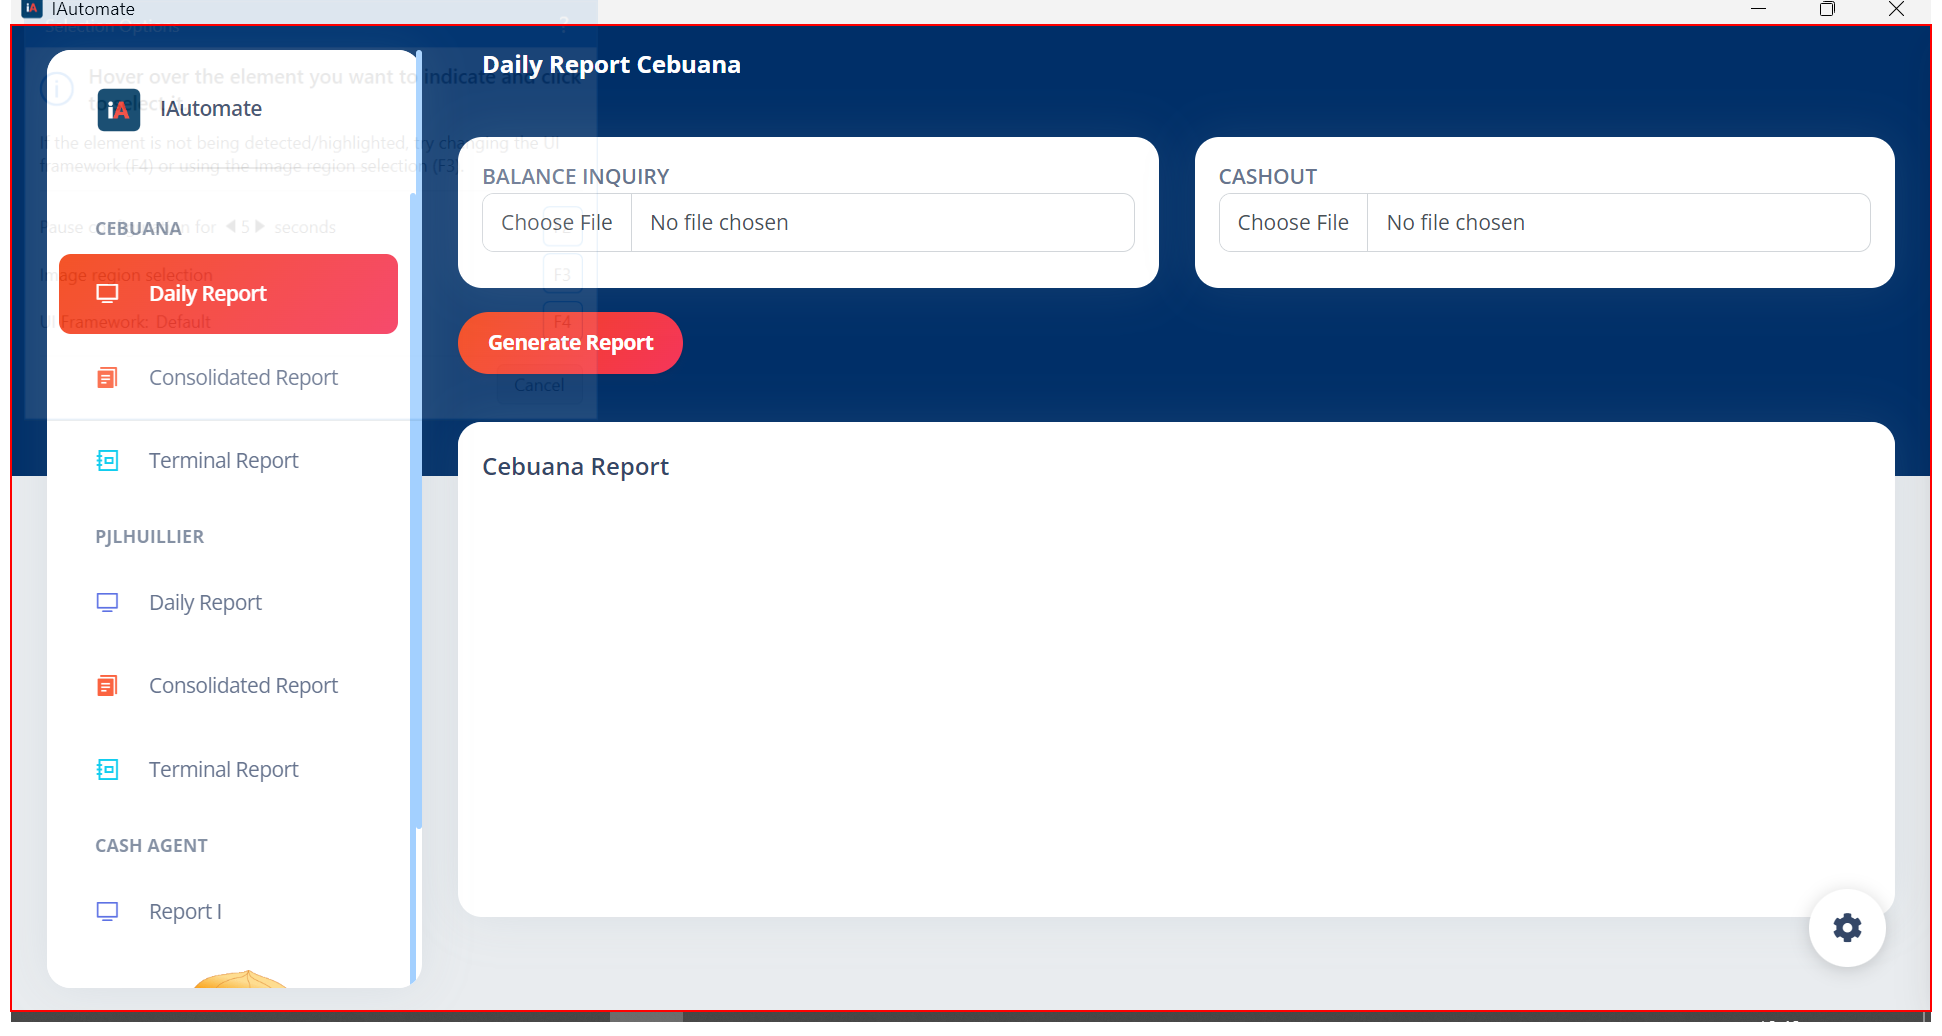 IAutomate
Selection Options ?
Hover over the element you want to indicate and click
to select it
If the element is not being detected/highlighted, try changing the UI
framework (F4) or using the Image region selection (F3)
Pause configuration for 5 seconds
Image region selection F3
UI Framework: Default F4
Cancel
iA IAutomate
CEBUANA
Daily Report
Consolidated Report
Terminal Report
PJLHUILLIER
Daily Report
Consolidated Report
Terminal Report
CASH AGENT
Report I
Daily Report Cebuana
BALANCE INQUIRY
Choose File No file chosen
CASHOUT
Choose File No file chosen
Generate Report
Cebuana Report